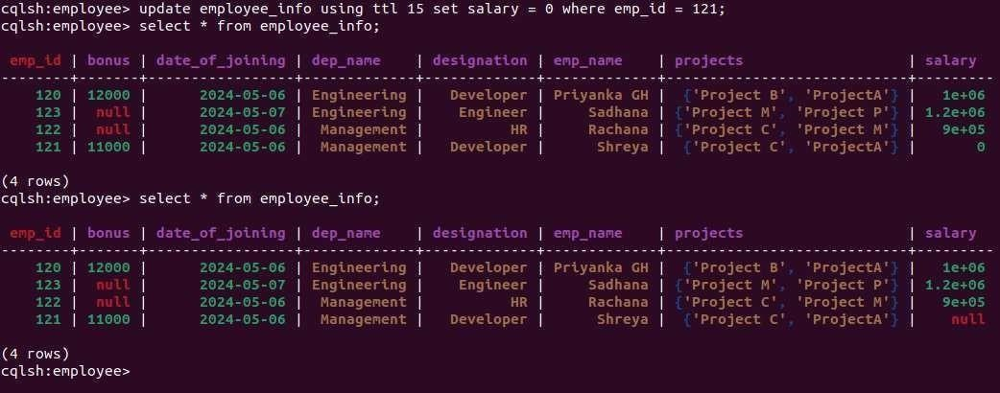 cqlsh:employee> update employee_info using ttl 15 set salary = 0 where emp_id = 121;
cqlsh:employee> select * from employee_info;
 emp_id | bonus | date_of_joining | dep_name    | designation | emp_name    | projects                   | salary
--------+-------+-----------------+-------------+-------------+-------------+----------------------------+---------
    120 | 12000 |      2024-05-06 | Engineering |   Developer | Priyanka GH |  {'Project B', 'ProjectA'} |   1e+06
    123 |  null |      2024-05-07 | Engineering |    Engineer |     Sadhana | {'Project M', 'Project P'} | 1.2e+06
    122 |  null |      2024-05-06 |  Management |          HR |     Rachana | {'Project C', 'Project M'} |   9e+05
    121 | 11000 |      2024-05-06 |  Management |   Developer |      Shreya |  {'Project C', 'ProjectA'} |       0
(4 rows)
cqlsh:employee> select * from employee_info;
 emp_id | bonus | date_of_joining | dep_name    | designation | emp_name    | projects                   | salary
--------+-------+-----------------+-------------+-------------+-------------+----------------------------+---------
    120 | 12000 |      2024-05-06 | Engineering |   Developer | Priyanka GH |  {'Project B', 'ProjectA'} |   1e+06
    123 |  null |      2024-05-07 | Engineering |    Engineer |     Sadhana | {'Project M', 'Project P'} | 1.2e+06
    122 |  null |      2024-05-06 |  Management |          HR |     Rachana | {'Project C', 'Project M'} |   9e+05
    121 | 11000 |      2024-05-06 |  Management |   Developer |      Shreya |  {'Project C', 'ProjectA'} |    null
(4 rows)
cqlsh:employee>